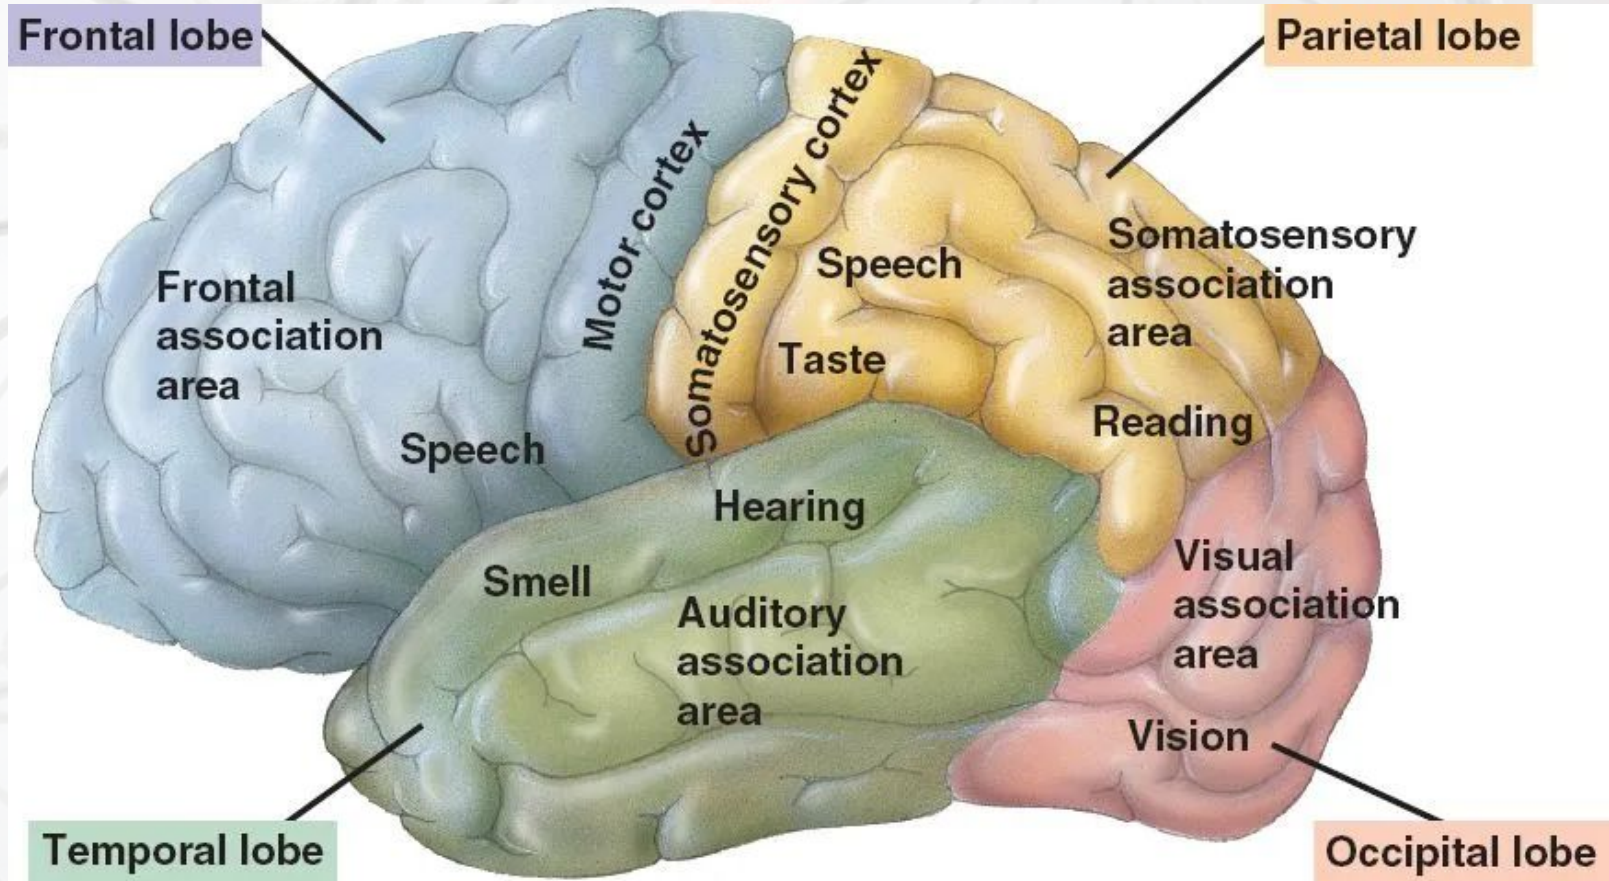 Frontal lobe
Parietal lobe
Motor cortex
Somatosensory cortex
Speech
Somatosensory
association
area
Frontal
association
area
Taste
Reading
Speech
Hearing
Smell
Auditory
association
area
Visual
association
area
Vision
Temporal lobe
Occipital lobe